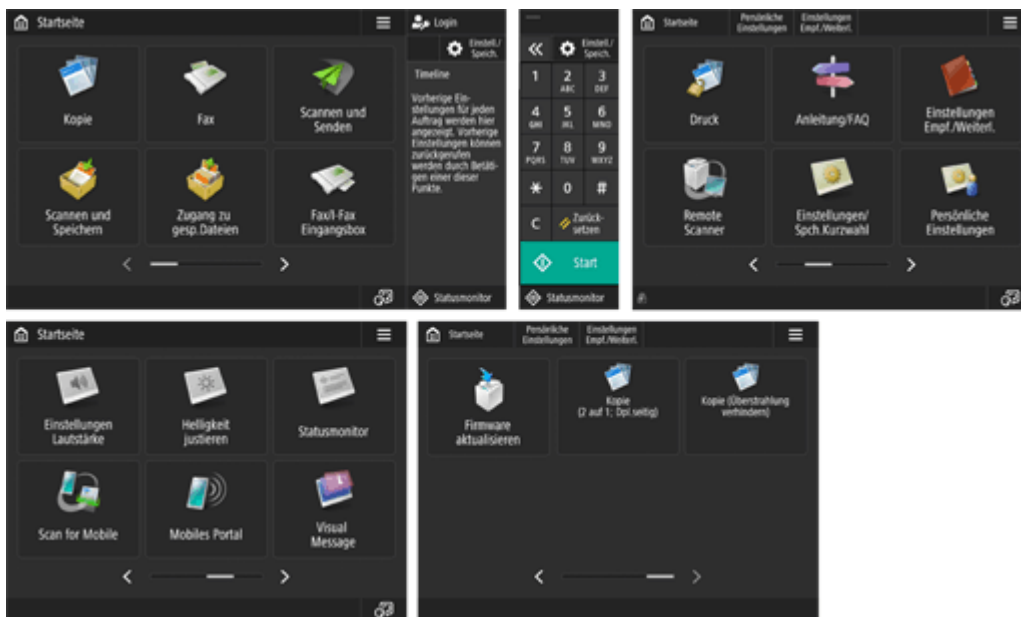 Startseite
Login
Einstell./
Speich.
Kopie
Fax
Scannen und
Senden
Scannen und
Speichern
Zugang zu
gesp.Dateien
Fax/I-Fax
Eingangsbox
Timeline
Vorherige Ein-
stellungen für jeden
Auftrag werden hier
angezeigt. Vorherige
Einstellungen können
zurückgerufen
werden durch Betäti-
gen einer dieser
Punkte.
Statusmonitor
Einstell./
Speich.
1 2 3
ABC DEF
4 5 6
GHI JKL MNO
7 8 9
PQRS TUV WXYZ
* 0 #
C Zurück-
setzen
Start
Statusmonitor
Startseite
Persönliche
Einstellungen
Einstellungen
Empf./Weiterl.
Druck
Anleitung/FAQ
Einstellungen
Empf./Weiterl.
Remote
Scanner
Einstellungen/
Spch.Kurzwahl
Persönliche
Einstellungen
Startseite
Einstellungen
Lautstärke
Helligkeit
justieren
Statusmonitor
Scan for Mobile
Mobiles Portal
Visual
Message
Startseite
Persönliche
Einstellungen
Einstellungen
Empf./Weiterl.
Firmware
aktualisieren
Kopie
(2 auf 1; Dpl.seitig)
Kopie (Überstrahlung
verhindern)